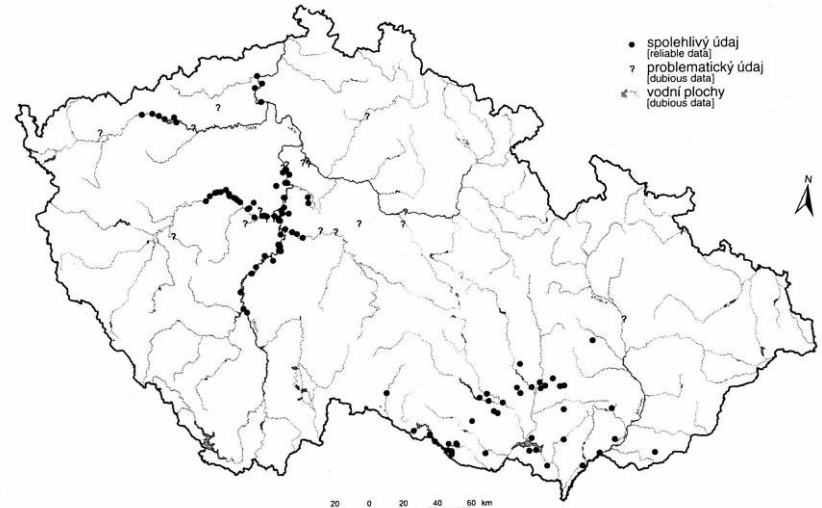 spolehlivý údaj
[reliable data]
? problematický údaj
[dubious data]
vodní plochy
[dubious data]
N
20 0 20 40 60 km